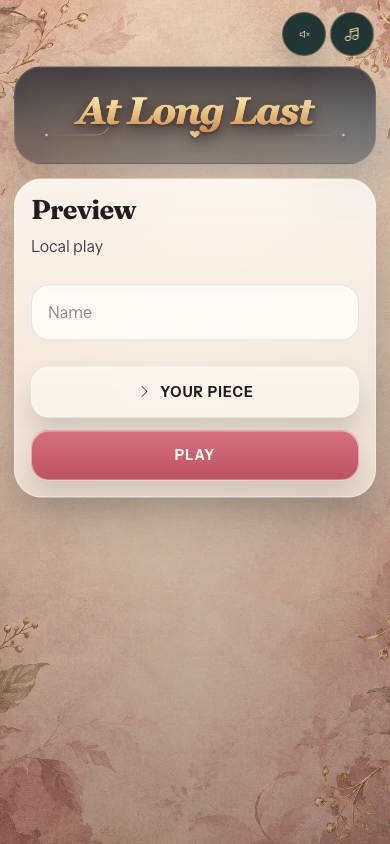 At Long Last
Preview
Local play
Name
YOUR PIECE
PLAY